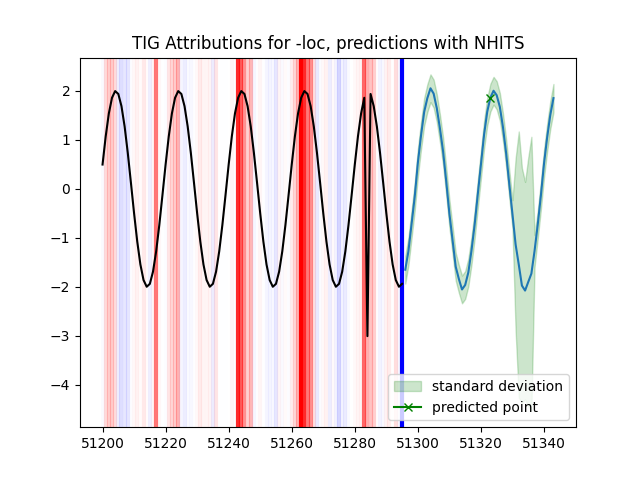 TIG Attributions for -loc, predictions with NHITS
2
1
0
−1
−2
−3
−4
standard deviation
predicted point
51200 51220 51240 51260 51280 51300 51320 51340